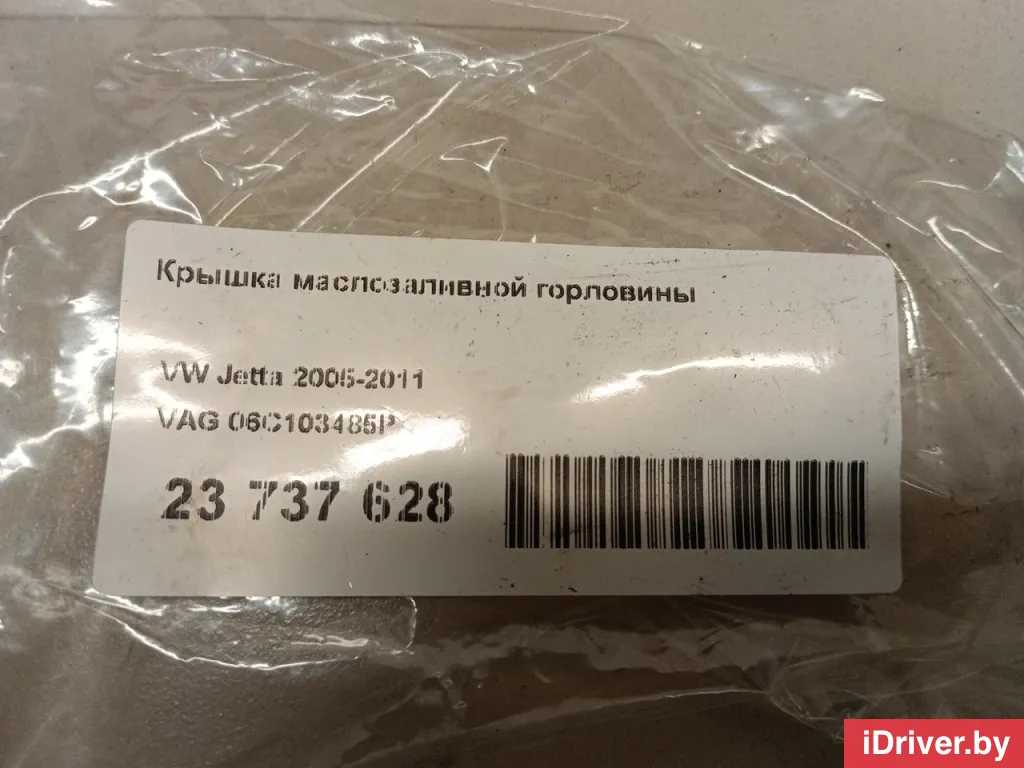 Крышка маслозаливной горловины
VW Jetta 2005-2011
VAG 06C103485P
23 737 628
iDriver.by